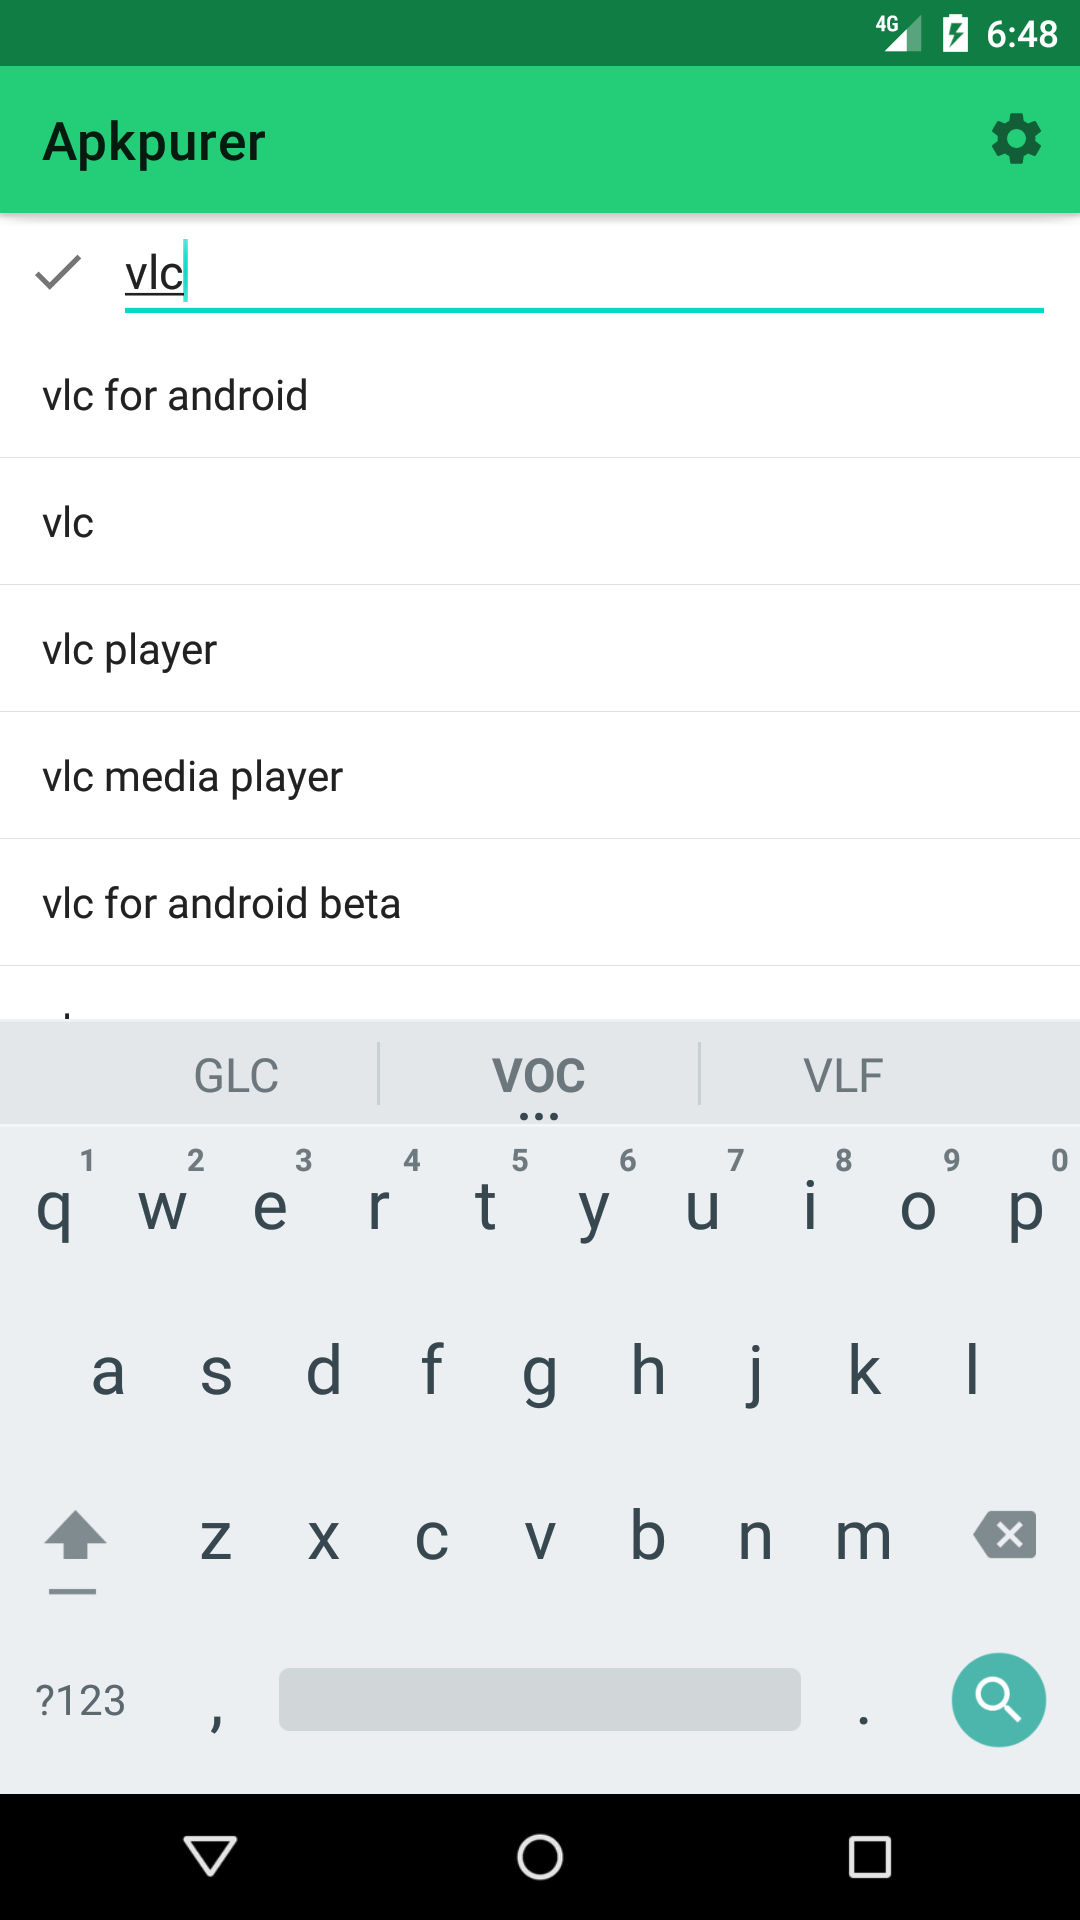 4G 6:48
Apkpurer
vlc
vlc for android
vlc
vlc player
vlc media player
vlc for android beta
GLC VOC VLF
1 2 3 4 5 6 7 8 9 0
q w e r t y u i o p
a s d f g h j k l
z x c v b n m
?123 , .